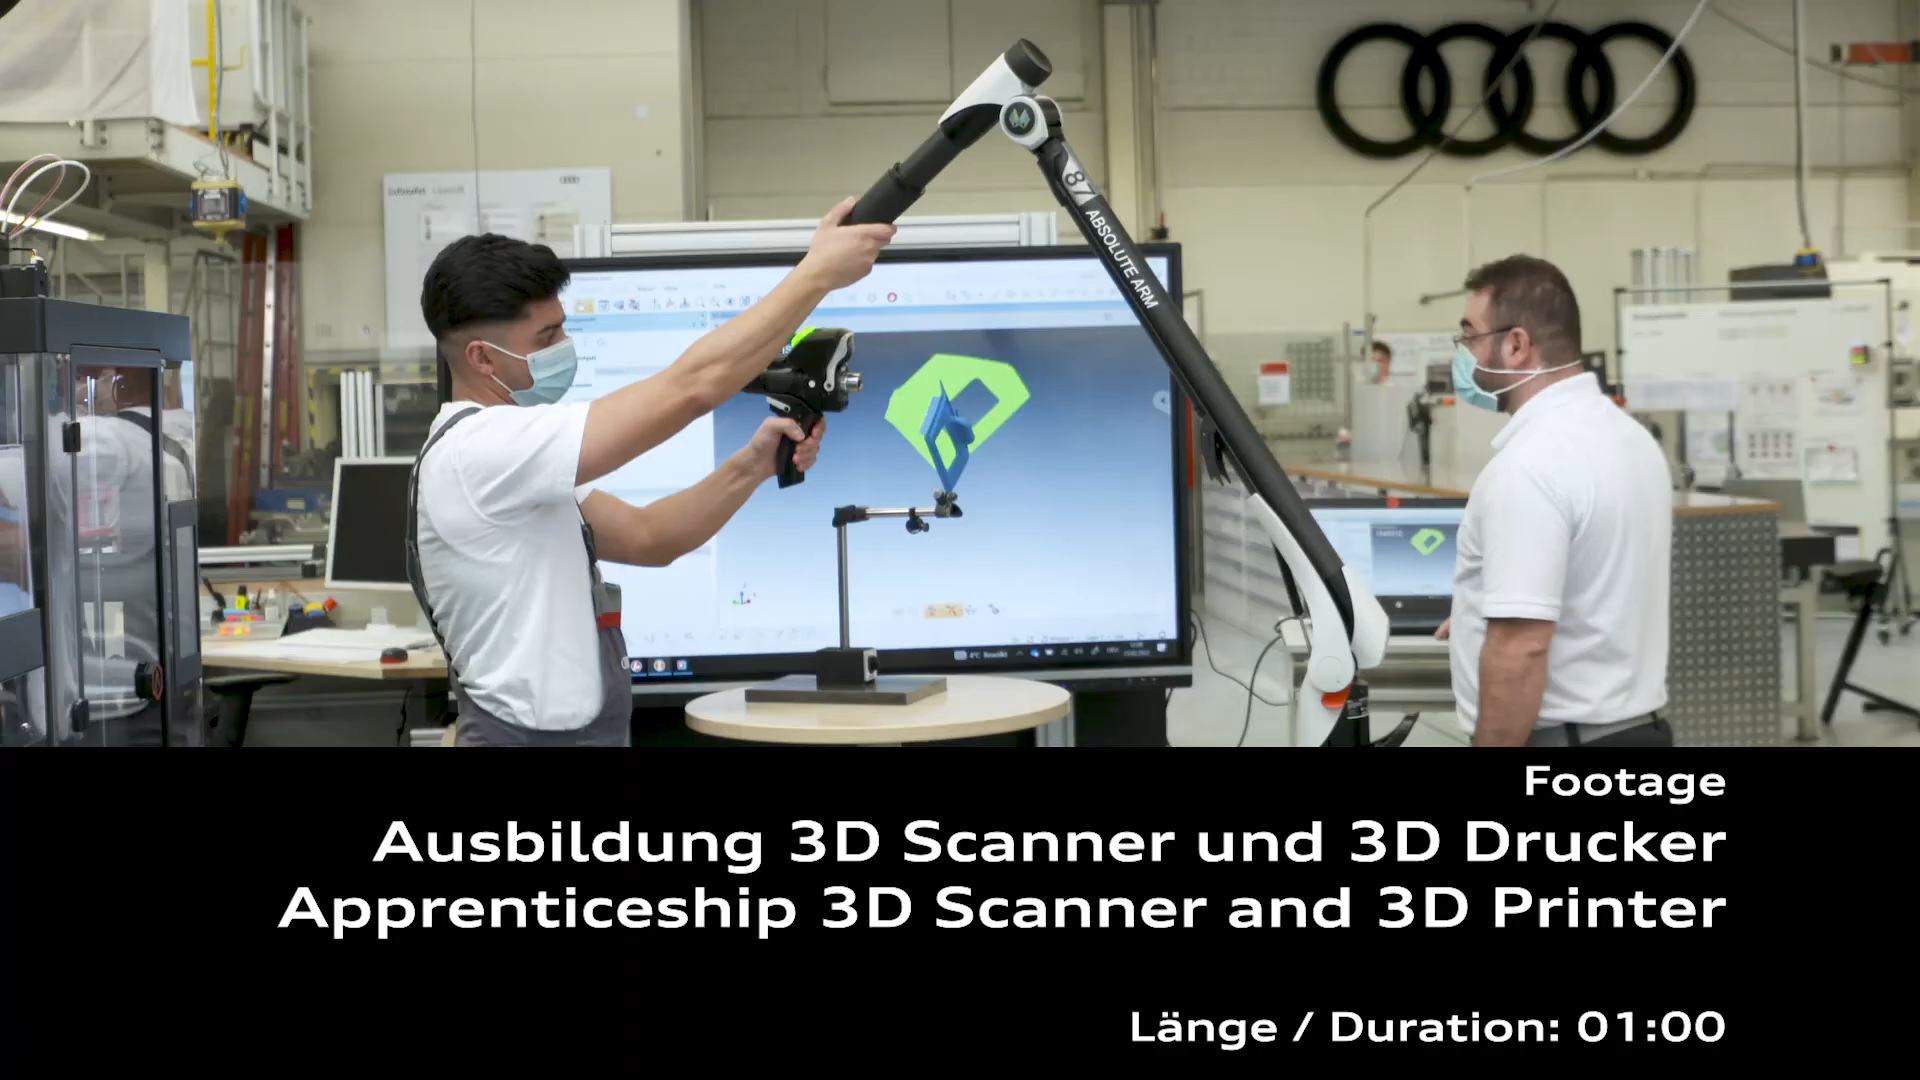 87 ABSOLUTE ARM
Footage
Ausbildung 3D Scanner und 3D Drucker
Apprenticeship 3D Scanner and 3D Printer
Länge / Duration: 01:00